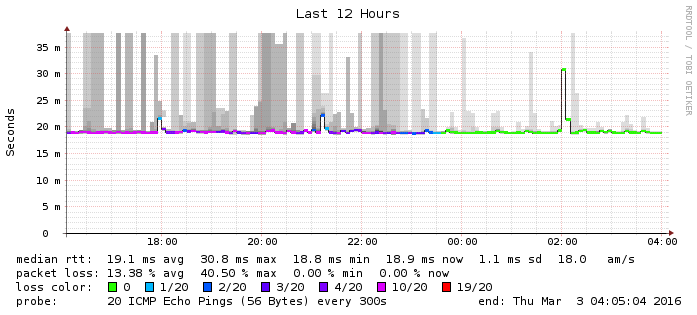 Last 12 Hours
RRDTOOL / TOBI OETIKER
Seconds
35 m
30 m
25 m
20 m
15 m
10 m
5 m
0
18:00 20:00 22:00 00:00 02:00 04:00
median rtt: 19.1 ms avg 30.8 ms max 18.8 ms min 18.9 ms now 1.1 ms sd 18.0 am/s
packet loss: 13.38 % avg 40.50 % max 0.00 % min 0.00 % now
loss color: 0 1/20 2/20 3/20 4/20 10/20 19/20
probe: 20 ICMP Echo Pings (56 Bytes) every 300s end: Thu Mar 3 04:05:04 2016